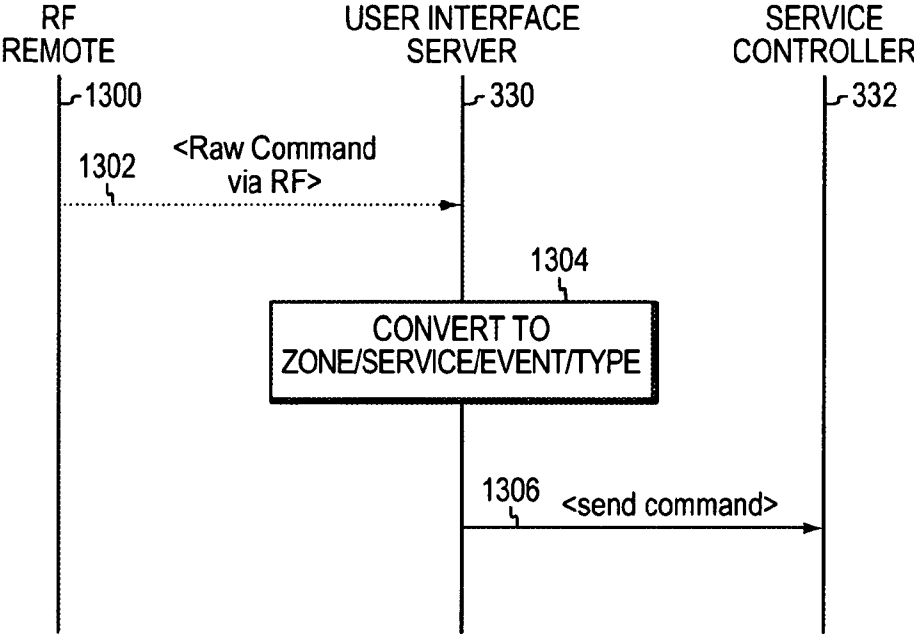 RF
REMOTE
USER INTERFACE
SERVER
SERVICE
CONTROLLER
1300
330
332
1302
<Raw Command
via RF>
1304
CONVERT TO
ZONE/SERVICE/EVENT/TYPE
1306
<send command>